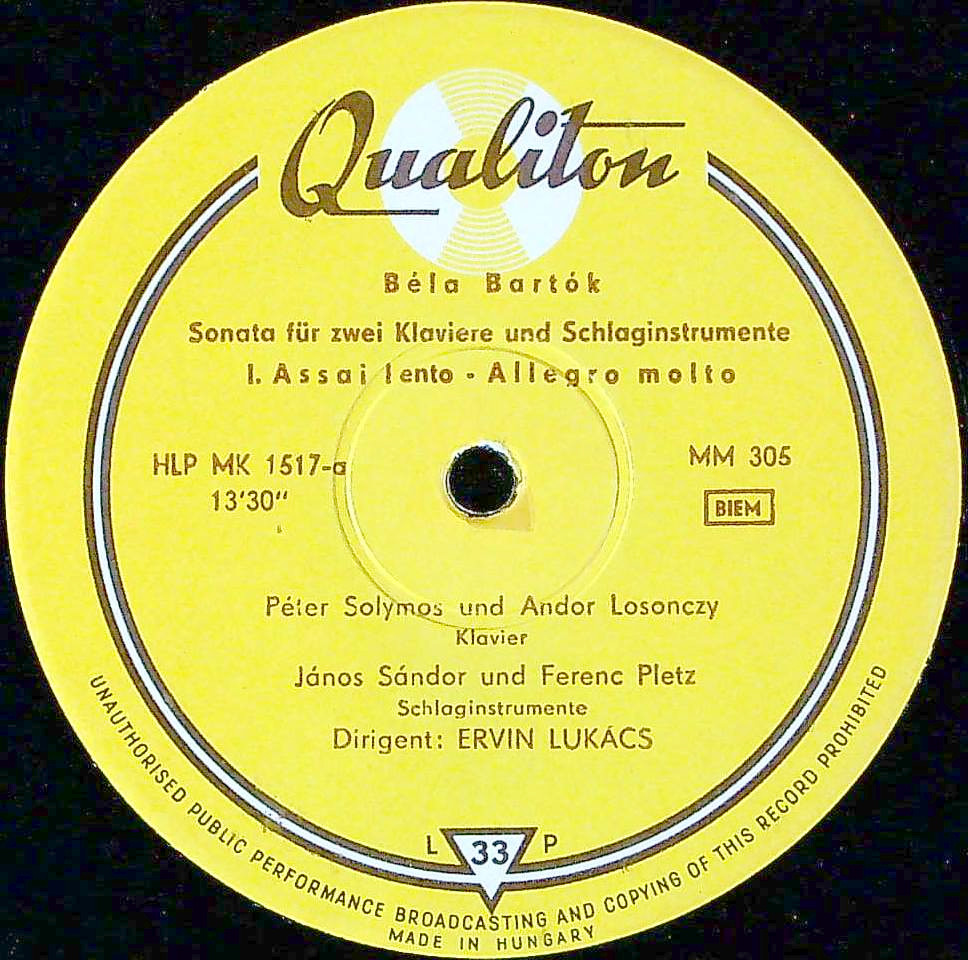 Qualiton
Béla Bartók
Sonata für zwei Klaviere und Schlaginstrumente
I. Assai lento - Allegro molto
HLP MK 1517-a
13'30"
MM 305
BIEM
Péter Solymos und Andor Losonczy
Klavier
János Sándor und Ferenc Pletz
Schlaginstrumente
Dirigent: ERVIN LUKÁCS
L 33 P
UNAUTHORISED PUBLIC PERFORMANCE BROADCASTING AND COPYING OF THIS RECORD PROHIBITED
MADE IN HUNGARY